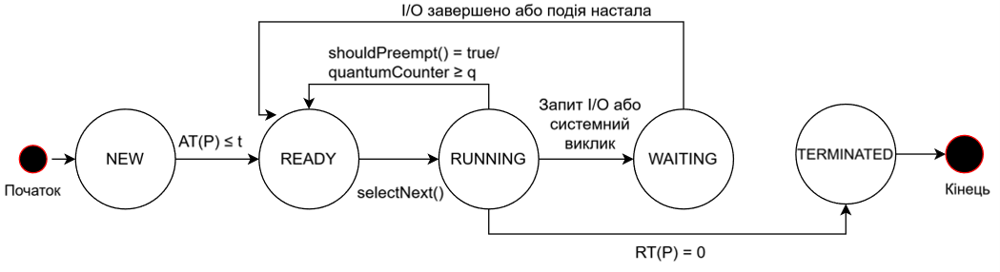 I/O завершено або подія настала
shouldPreempt() = true/
quantumCounter ≥ q
Запит I/O або
системний
виклик
AT(P) ≤ t
NEW
READY
RUNNING
WAITING
TERMINATED
Початок
selectNext()
Кінець
RT(P) = 0